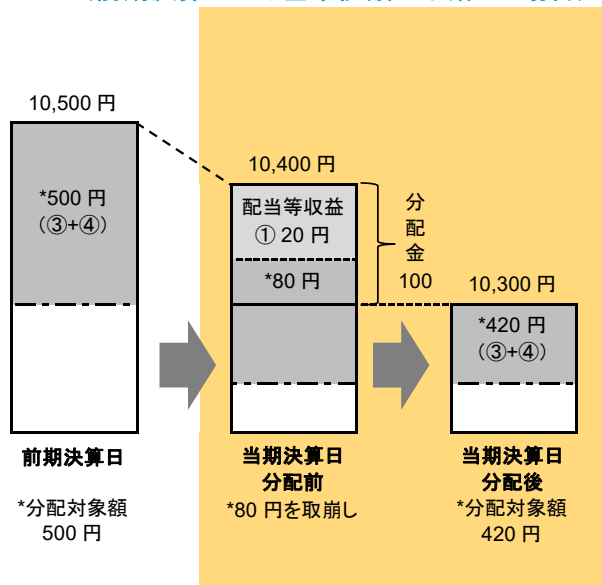 10,500 円
*500 円
(③+④)
前期決算日
*分配対象額
500 円
10,400 円
配当等収益
① 20 円
*80 円
分
配
金
100
当期決算日
分配前
*80 円を取崩し
10,300 円
*420 円
(③+④)
当期決算日
分配後
*分配対象額
420 円